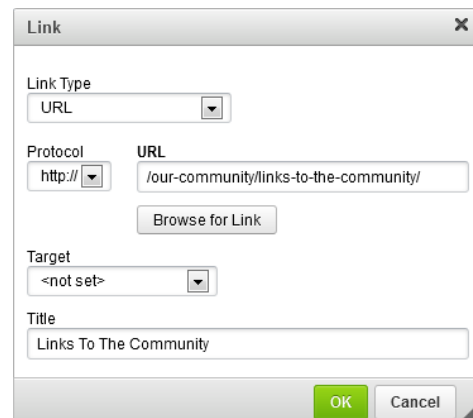 Link
Link Type
URL
Protocol URL
http:// /our-community/links-to-the-community/
Browse for Link
Target
<not set>
Title
Links To The Community
OK Cancel